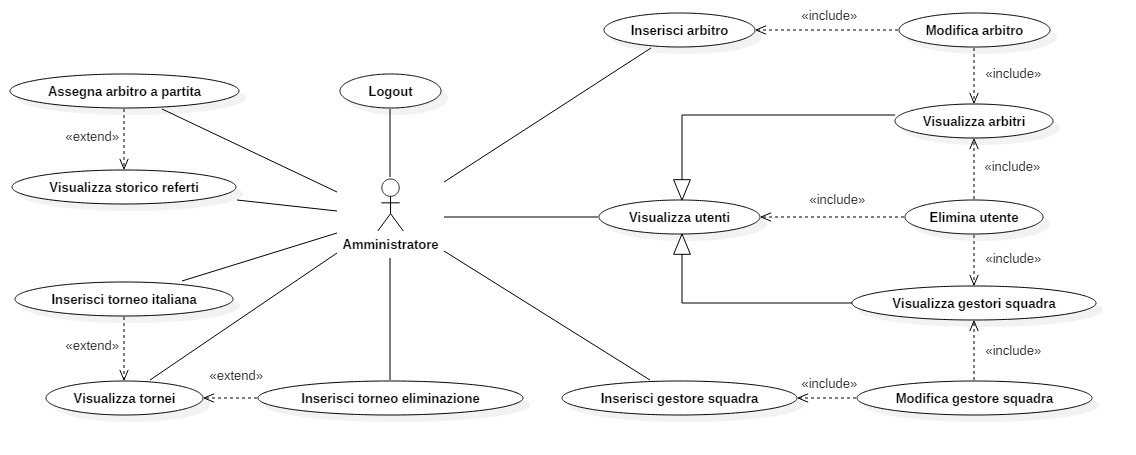 «include»
Inserisci arbitro
Modifica arbitro
«include»
Assegna arbitro a partita
Logout
Visualizza arbitri
«extend»
«include»
Visualizza storico referti
«include»
Visualizza utenti
Elimina utente
Amministratore
«include»
Inserisci torneo italiana
Visualizza gestori squadra
«extend»
«include»
«extend»
«include»
Visualizza tornei
Inserisci torneo eliminazione
Inserisci gestore squadra
Modifica gestore squadra